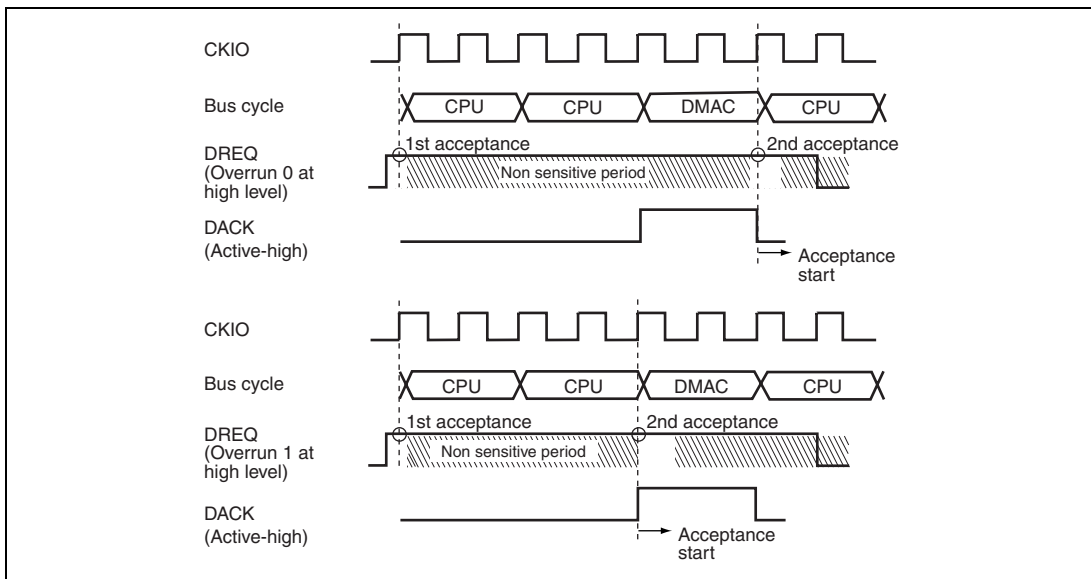 CKIO
Bus cycle
CPU CPU DMAC CPU
1st acceptance 2nd acceptance
DREQ
(Overrun 0 at
high level)
Non sensitive period
DACK
(Active-high)
Acceptance
start
CKIO
Bus cycle
CPU CPU DMAC CPU
1st acceptance 2nd acceptance
DREQ
(Overrun 1 at
high level)
Non sensitive period
DACK
(Active-high)
Acceptance
start